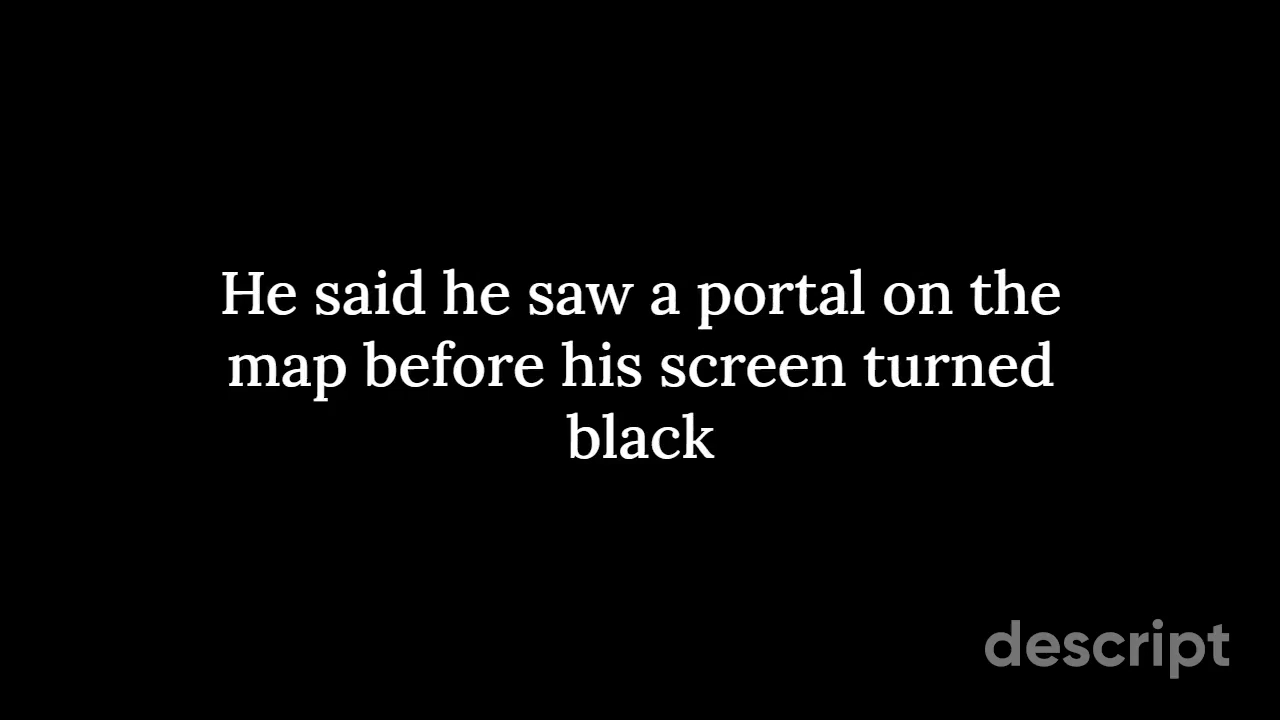 He said he saw a portal on the
map before his screen turned
black
descript